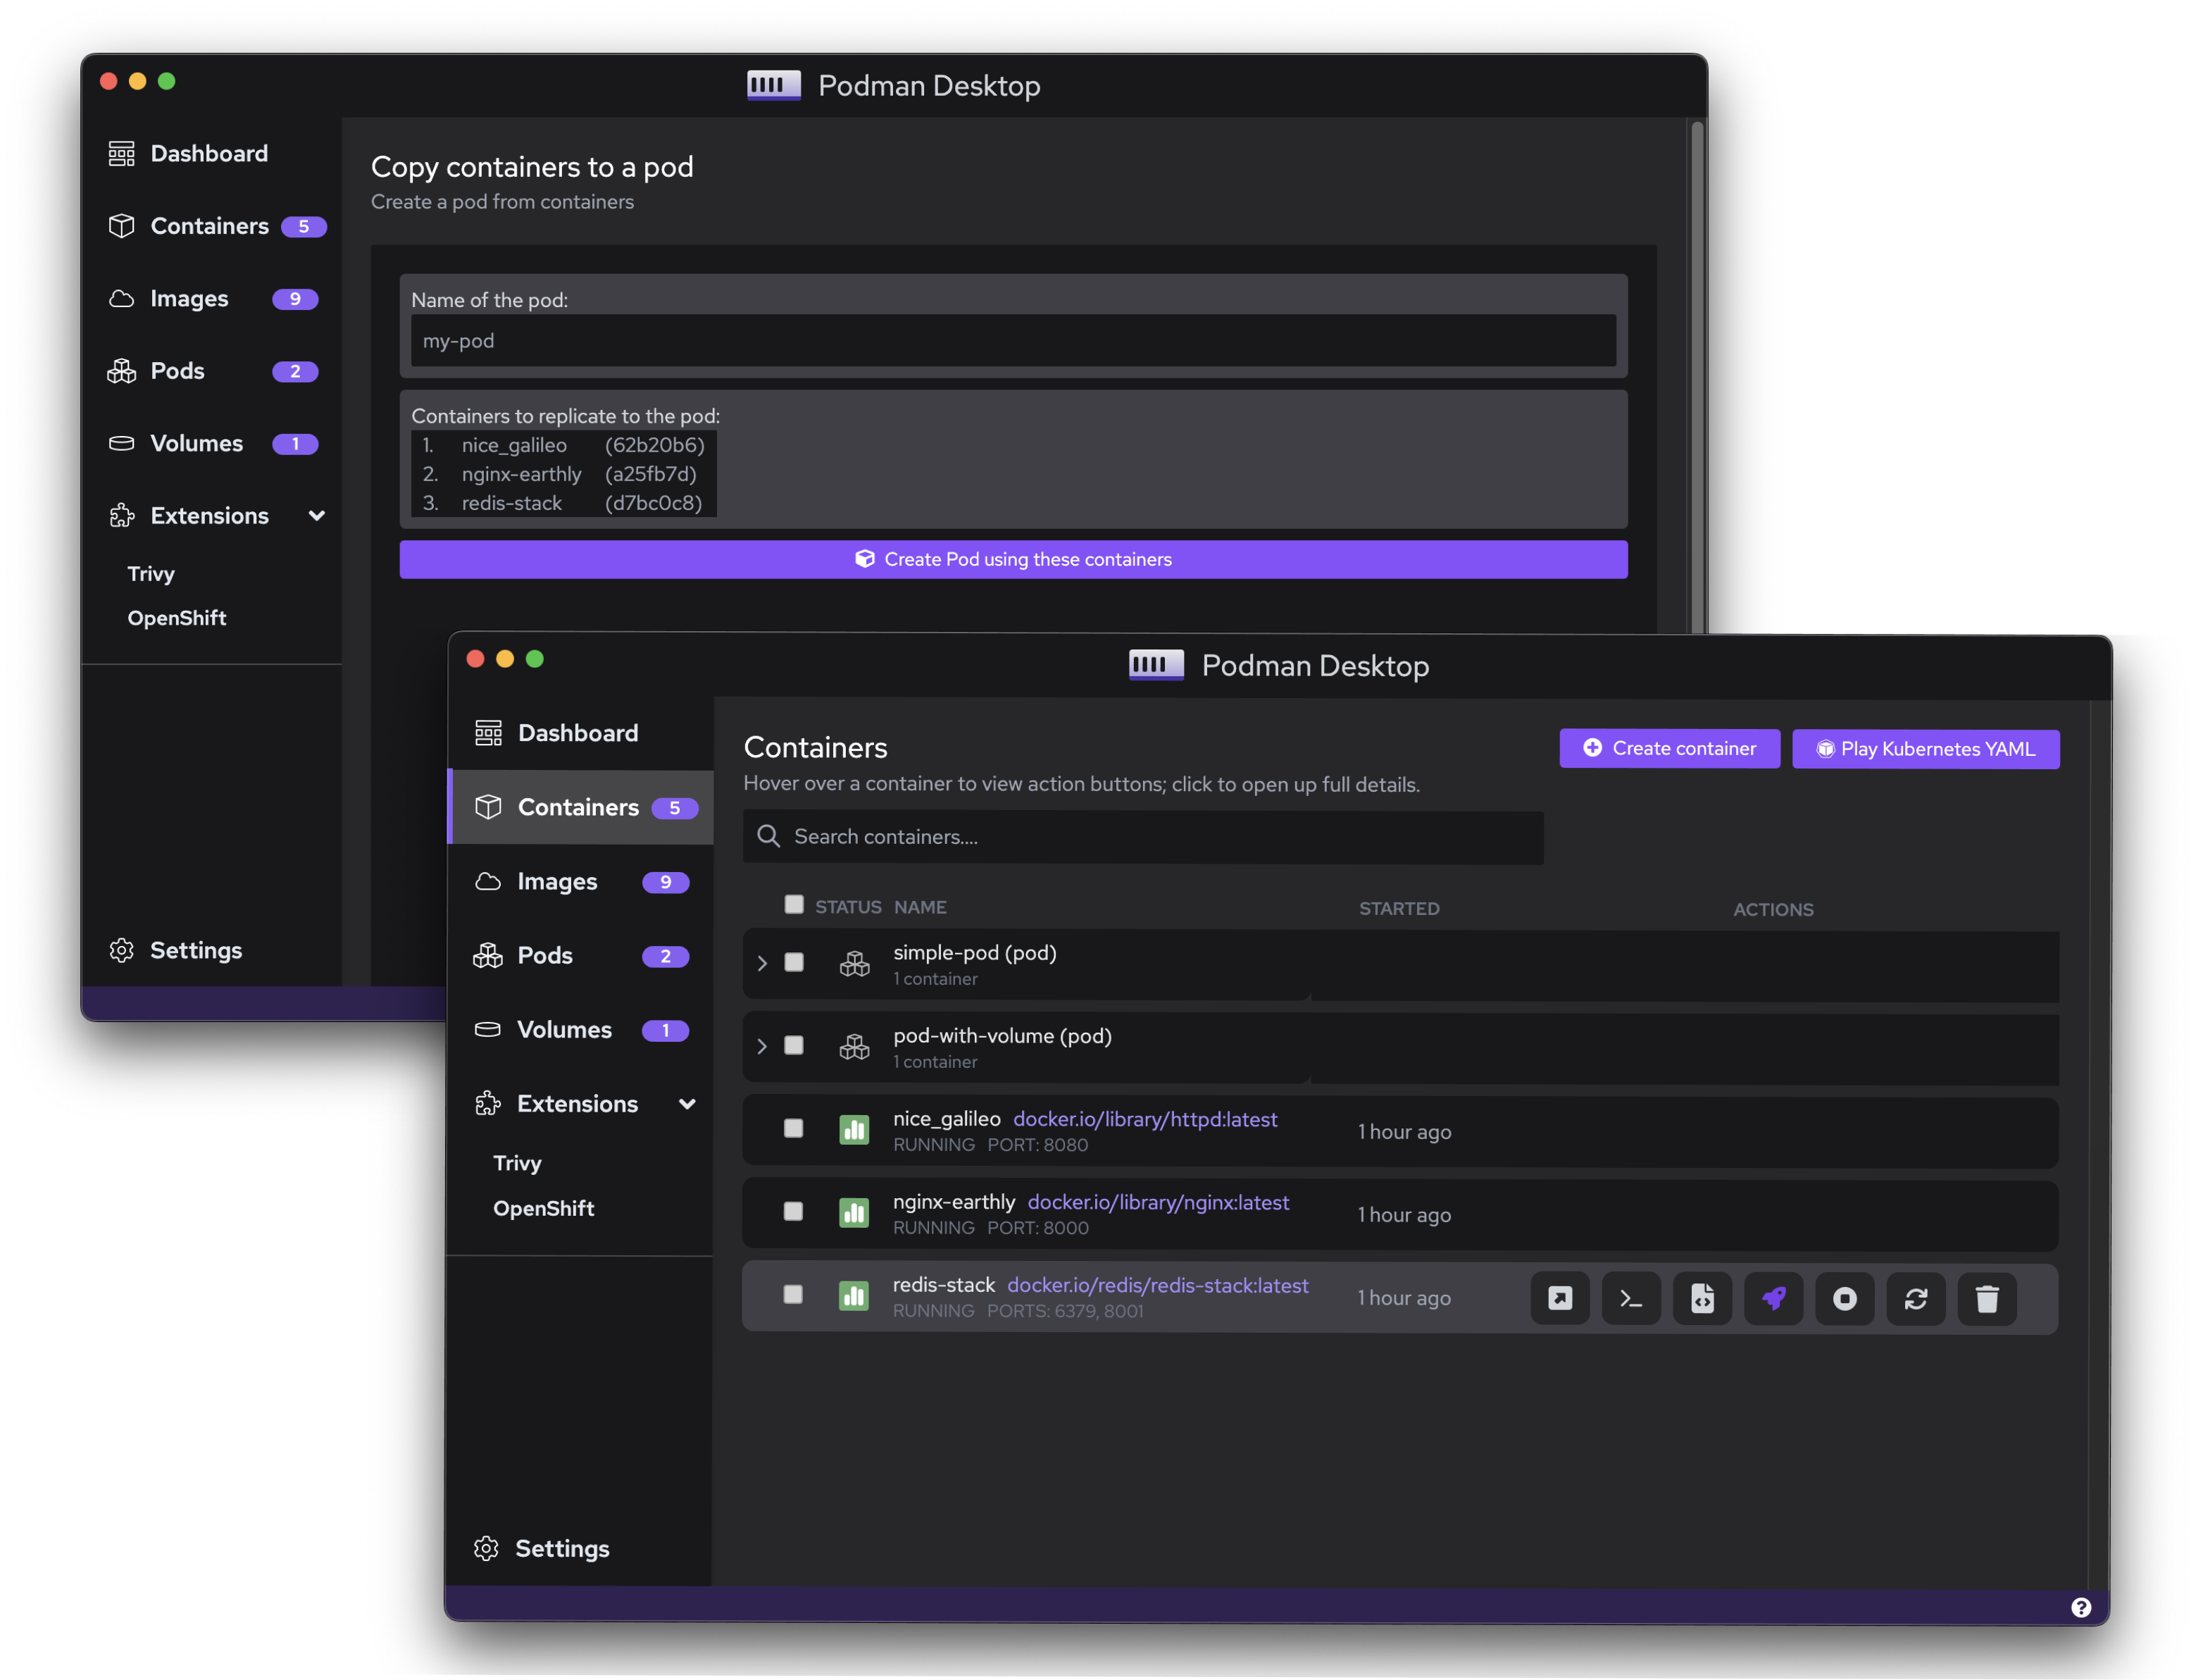 Podman Desktop
Dashboard
Containers 5
Images 9
Pods 2
Volumes 1
Extensions
Trivy
OpenShift
Settings
Copy containers to a pod
Create a pod from containers
Name of the pod:
my-pod
Containers to replicate to the pod:
1. nice_galileo (62b20b6)
2. nginx-earthly (a25fb7d)
3. redis-stack (d7bc0c8)
Create Pod using these containers
Podman Desktop
Dashboard
Containers 5
Images 9
Pods 2
Volumes 1
Extensions
Trivy
OpenShift
Settings
Containers
Create container
Play Kubernetes YAML
Hover over a container to view action buttons; click to open up full details.
Search containers....
STATUS NAME STARTED ACTIONS
simple-pod (pod)
1 container
pod-with-volume (pod)
1 container
nice_galileo docker.io/library/httpd:latest
RUNNING PORT: 8080
1 hour ago
nginx-earthly docker.io/library/nginx:latest
RUNNING PORT: 8000
1 hour ago
redis-stack docker.io/redis/redis-stack:latest
RUNNING PORTS: 6379, 8001
1 hour ago